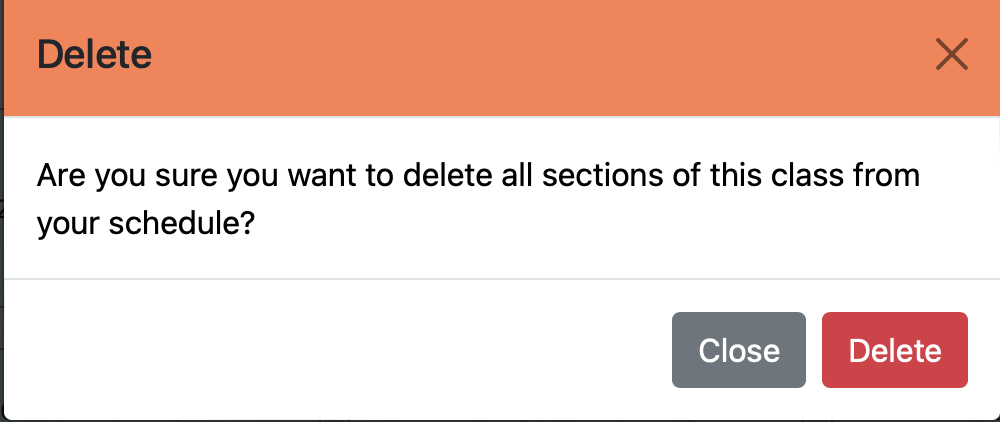 Delete
Are you sure you want to delete all sections of this class from
your schedule?
Close
Delete